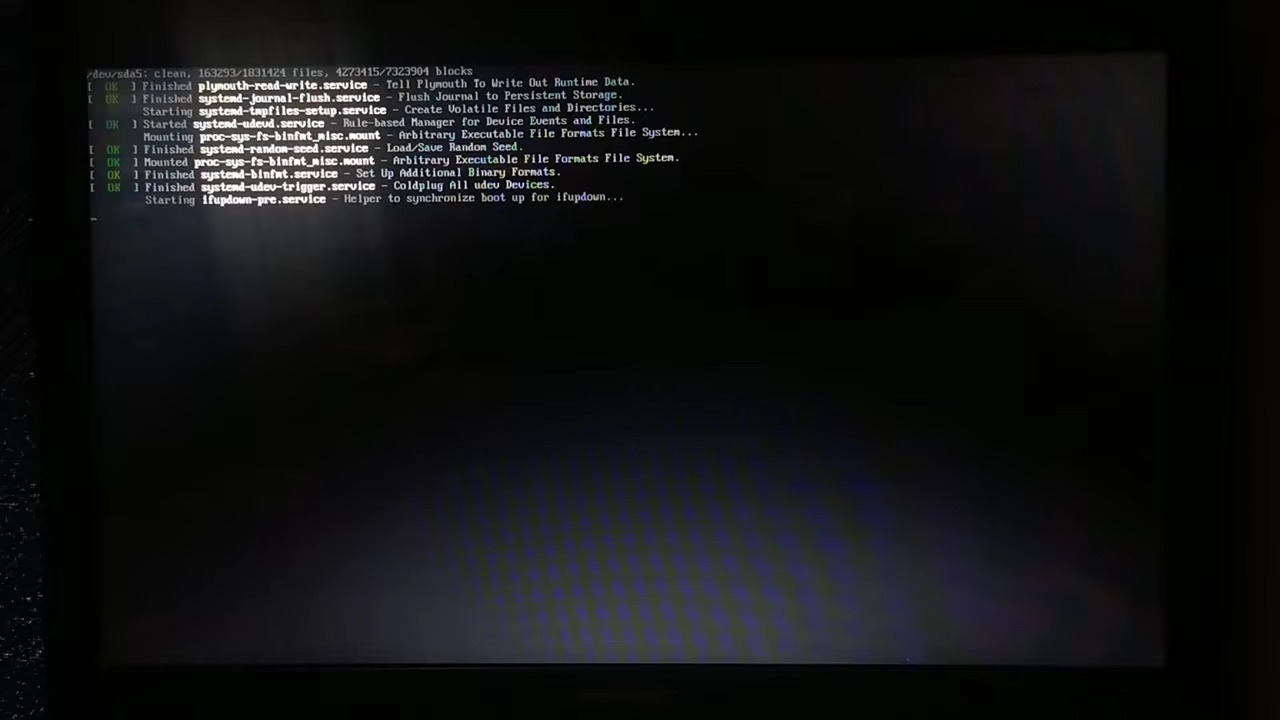 /dev/sda5: clean, 163293/1831424 files, 4273415/7323904 blocks
[ OK ] Finished plymouth-read-write.service - Tell Plymouth To Write Out Runtime Data.
[ OK ] Finished systemd-journal-flush.service - Flush Journal to Persistent Storage.
Starting systemd-tmpfiles-setup.service - Create Volatile Files and Directories...
[ OK ] Started systemd-udevd.service - Rule-based Manager for Device Events and Files.
Mounting proc-sys-fs-binfmt_misc.mount - Arbitrary Executable File Formats File System...
[ OK ] Finished systemd-random-seed.service - Load/Save Random Seed.
[ OK ] Mounted proc-sys-fs-binfmt_misc.mount - Arbitrary Executable File Formats File System.
[ OK ] Finished systemd-binfmt.service - Set Up Additional Binary Formats.
[ OK ] Finished systemd-udev-trigger.service - Coldplug All udev Devices.
Starting ifupdown-pre.service - Helper to synchronize boot up for ifupdown...